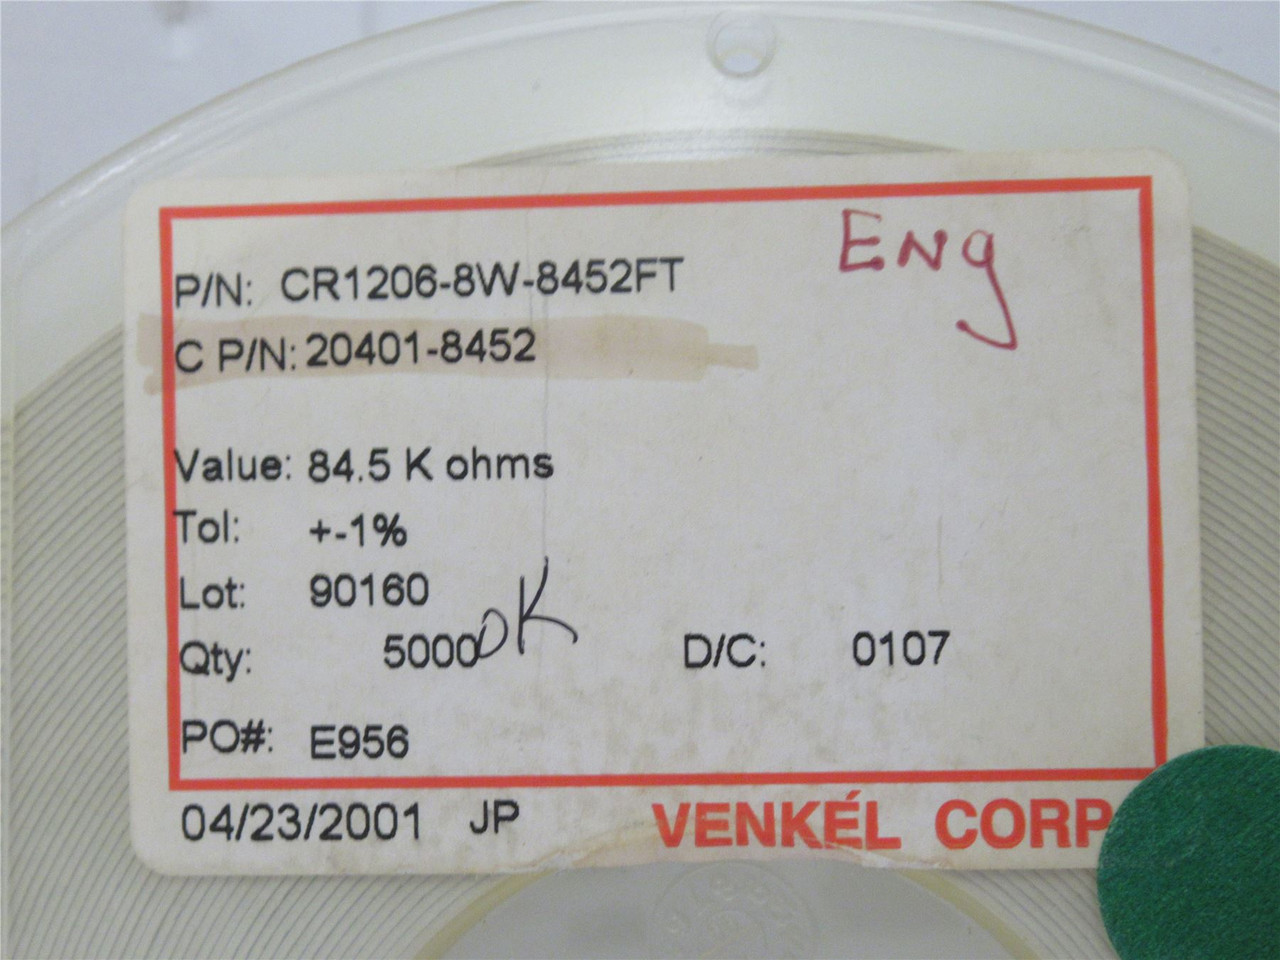 ENg
P/N: CR1206-8W-8452FT
C P/N: 20401-8452
Value: 84.5 K ohms
Tol: +-1%
Lot: 90160
Qty: 5000 OK D/C: 0107
PO#: E956
04/23/2001 JP VENKÉL CORP